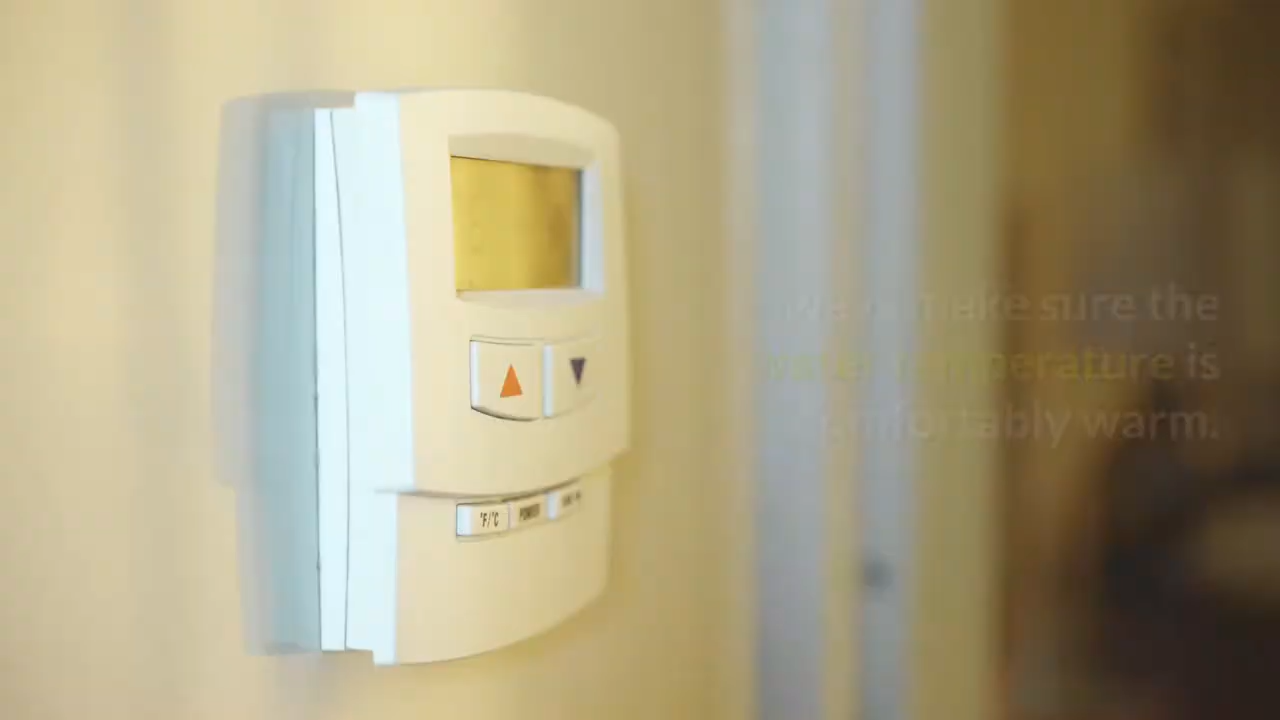 make sure the
water temperature is
comfortably warm.
°F/°C
POWER